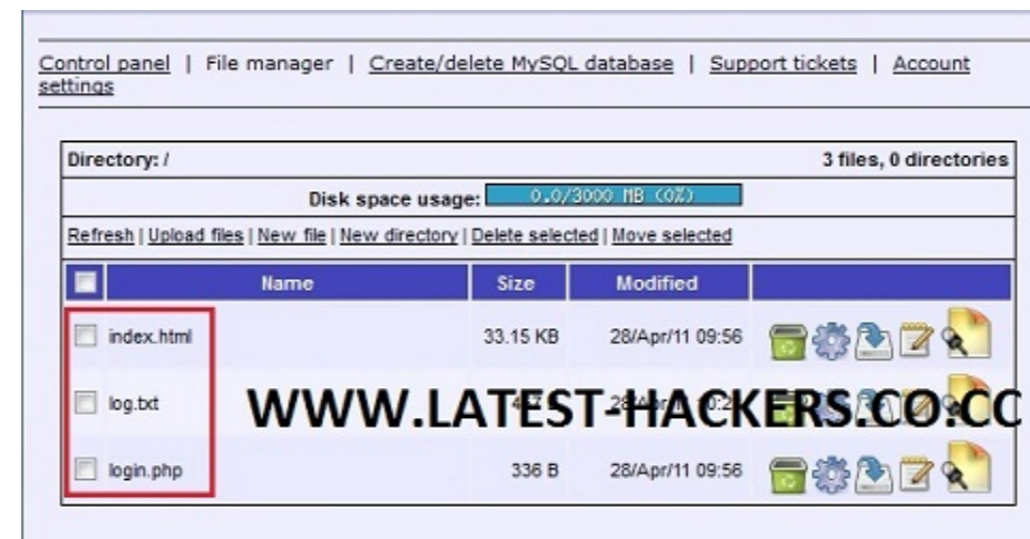 Control panel | File manager | Create/delete MySQL database | Support tickets | Account
settings
Directory: / 3 files, 0 directories
Disk space usage: 0.0/3000 MB (0%)
Refresh | Upload files | New file | New directory | Delete selected | Move selected
Name Size Modified
index.html 33.15 KB 28/Apr/11 09:56
log.txt
WWW.LATEST-HACKERS.CO.CC
login.php 336 B 28/Apr/11 09:56